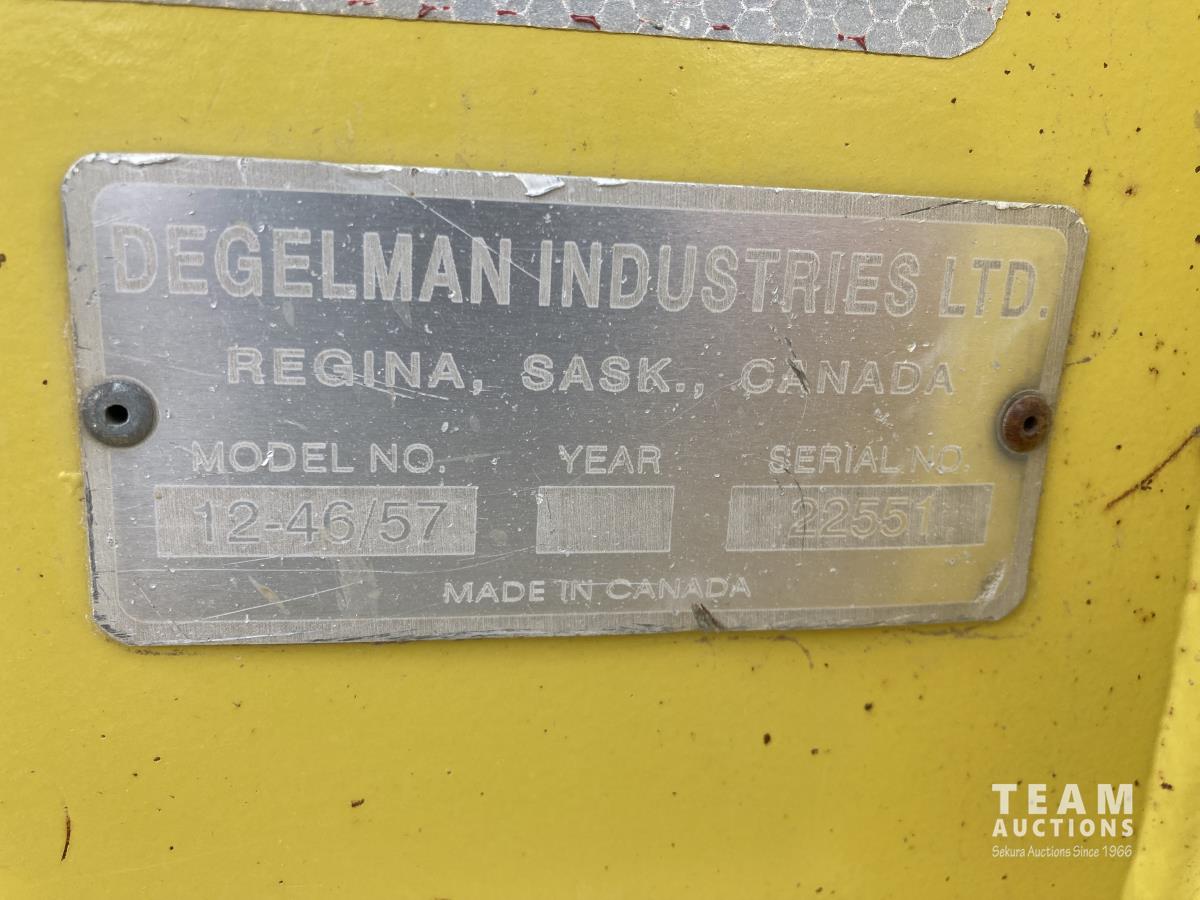 DEGELMAN INDUSTRIES LTD.
REGINA, SASK., CANADA
MODEL NO. YEAR SERIAL NO.
12-46/57 22551
MADE IN CANADA
TEAM
AUCTIONS
Sekura Auctions Since 1966